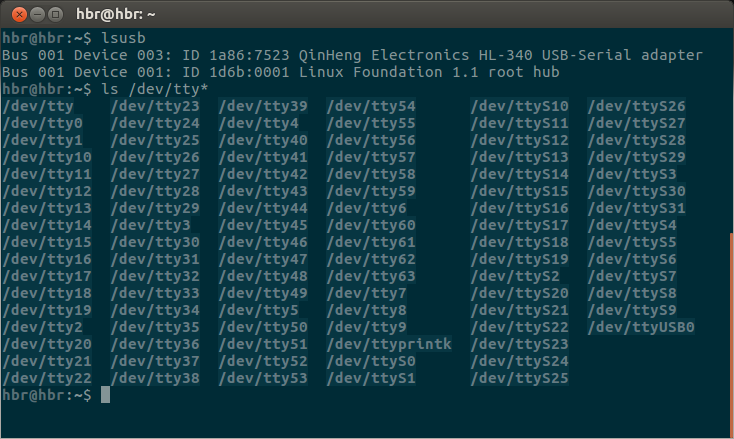 hbr@hbr: ~
hbr@hbr:~$ lsusb
Bus 001 Device 003: ID 1a86:7523 QinHeng Electronics HL-340 USB-Serial adapter
Bus 001 Device 001: ID 1d6b:0001 Linux Foundation 1.1 root hub
hbr@hbr:~$ ls /dev/tty*
/dev/tty /dev/tty23 /dev/tty39 /dev/tty54 /dev/ttyS10 /dev/ttyS26
/dev/tty0 /dev/tty24 /dev/tty4 /dev/tty55 /dev/ttyS11 /dev/ttyS27
/dev/tty1 /dev/tty25 /dev/tty40 /dev/tty56 /dev/ttyS12 /dev/ttyS28
/dev/tty10 /dev/tty26 /dev/tty41 /dev/tty57 /dev/ttyS13 /dev/ttyS29
/dev/tty11 /dev/tty27 /dev/tty42 /dev/tty58 /dev/ttyS14 /dev/ttyS3
/dev/tty12 /dev/tty28 /dev/tty43 /dev/tty59 /dev/ttyS15 /dev/ttyS30
/dev/tty13 /dev/tty29 /dev/tty44 /dev/tty6 /dev/ttyS16 /dev/ttyS31
/dev/tty14 /dev/tty3 /dev/tty45 /dev/tty60 /dev/ttyS17 /dev/ttyS4
/dev/tty15 /dev/tty30 /dev/tty46 /dev/tty61 /dev/ttyS18 /dev/ttyS5
/dev/tty16 /dev/tty31 /dev/tty47 /dev/tty62 /dev/ttyS19 /dev/ttyS6
/dev/tty17 /dev/tty32 /dev/tty48 /dev/tty63 /dev/ttyS2 /dev/ttyS7
/dev/tty18 /dev/tty33 /dev/tty49 /dev/tty7 /dev/ttyS20 /dev/ttyS8
/dev/tty19 /dev/tty34 /dev/tty5 /dev/tty8 /dev/ttyS21 /dev/ttyS9
/dev/tty2 /dev/tty35 /dev/tty50 /dev/tty9 /dev/ttyS22 /dev/ttyUSB0
/dev/tty20 /dev/tty36 /dev/tty51 /dev/ttyprintk /dev/ttyS23
/dev/tty21 /dev/tty37 /dev/tty52 /dev/ttyS0 /dev/ttyS24
/dev/tty22 /dev/tty38 /dev/tty53 /dev/ttyS1 /dev/ttyS25
hbr@hbr:~$